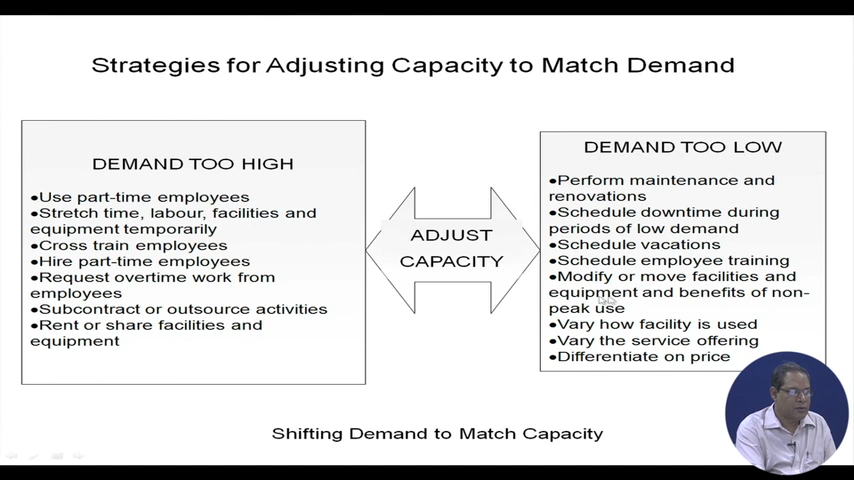 Strategies for Adjusting Capacity to Match Demand
DEMAND TOO HIGH
●Use part-time employees
●Stretch time, labour, facilities and
equipment temporarily
●Cross train employees
●Hire part-time employees
●Request overtime work from
employees
●Subcontract or outsource activities
●Rent or share facilities and
equipment
ADJUST
CAPACITY
DEMAND TOO LOW
●Perform maintenance and
renovations
●Schedule downtime during
periods of low demand
●Schedule vacations
●Schedule employee training
●Modify or move facilities and
equipment and benefits of non-
peak use
●Vary how facility is used
●Vary the service offering
●Differentiate on price
Shifting Demand to Match Capacity